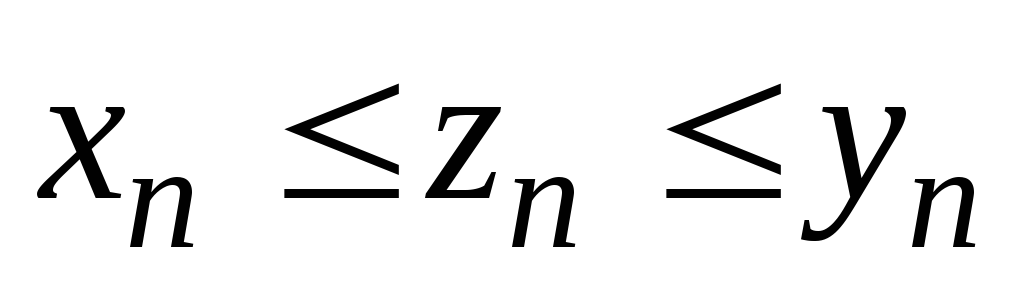 xₙ ≤ zₙ ≤ yₙ